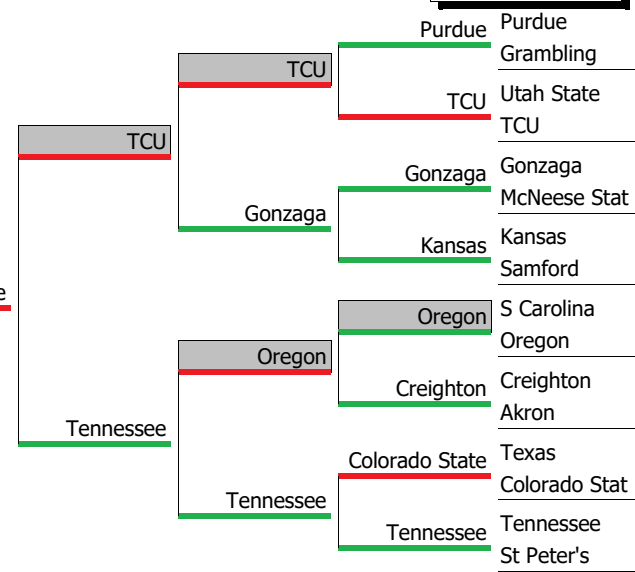 Purdue
Purdue
Grambling
TCU
TCU
Utah State
TCU
TCU
Gonzaga
Gonzaga
McNeese Stat
Gonzaga
Kansas
Kansas
Samford
e
Oregon
S Carolina
Oregon
Oregon
Creighton
Creighton
Akron
Tennessee
Colorado State
Texas
Colorado Stat
Tennessee
Tennessee
Tennessee
St Peter's